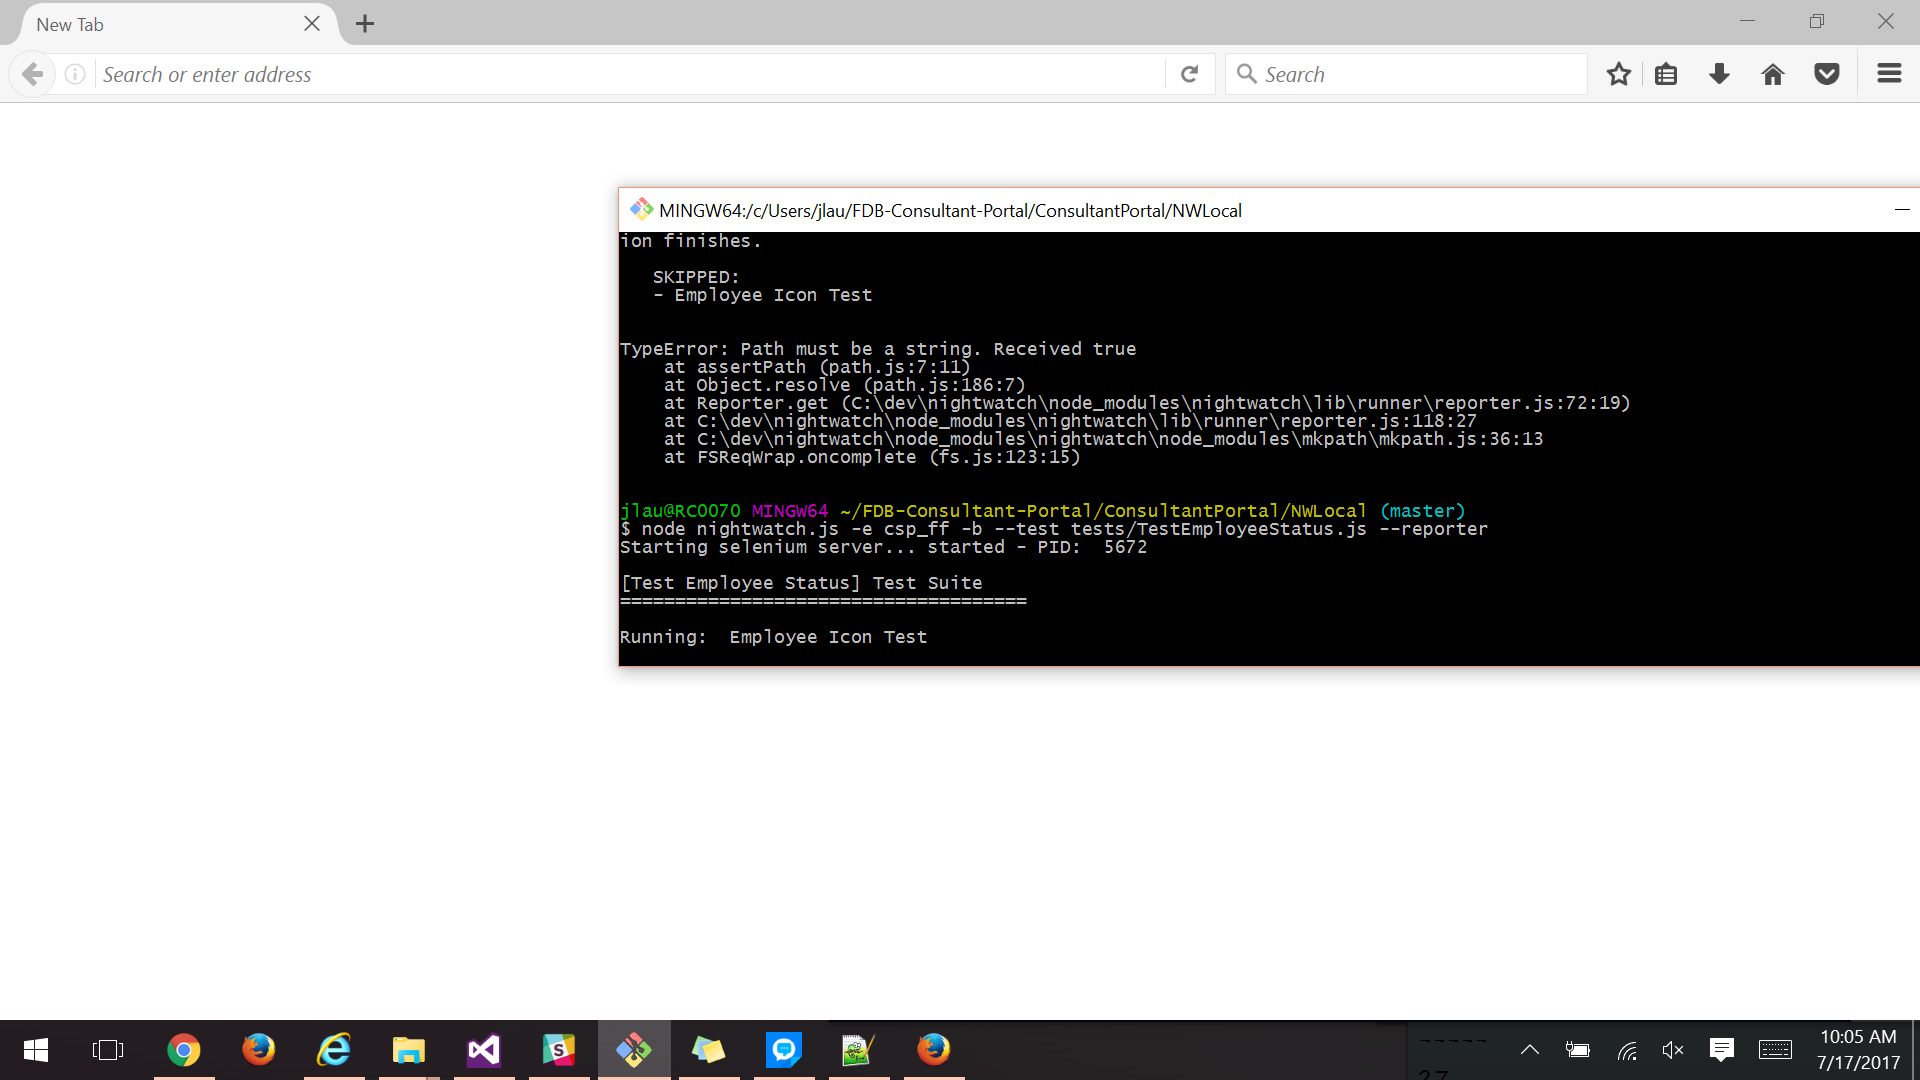 New Tab
Search or enter address
Search
MINGW64:/c/Users/jlau/FDB-Consultant-Portal/ConsultantPortal/NWLocal
ion finishes.
SKIPPED:
- Employee Icon Test
TypeError: Path must be a string. Received true
at assertPath (path.js:7:11)
at Object.resolve (path.js:186:7)
at Reporter.get (C:\dev\nightwatch\node_modules\nightwatch\lib\runner\reporter.js:72:19)
at C:\dev\nightwatch\node_modules\nightwatch\lib\runner\reporter.js:118:27
at C:\dev\nightwatch\node_modules\nightwatch\node_modules\mkpath\mkpath.js:36:13
at FSReqWrap.oncomplete (fs.js:123:15)
jlau@RC0070 MINGW64 ~/FDB-Consultant-Portal/ConsultantPortal/NWLocal (master)
$ node nightwatch.js -e csp_ff -b --test tests/TestEmployeeStatus.js --reporter
Starting selenium server... started - PID:  5672
[Test Employee Status] Test Suite
=====================================
Running:  Employee Icon Test
10:05 AM
7/17/2017